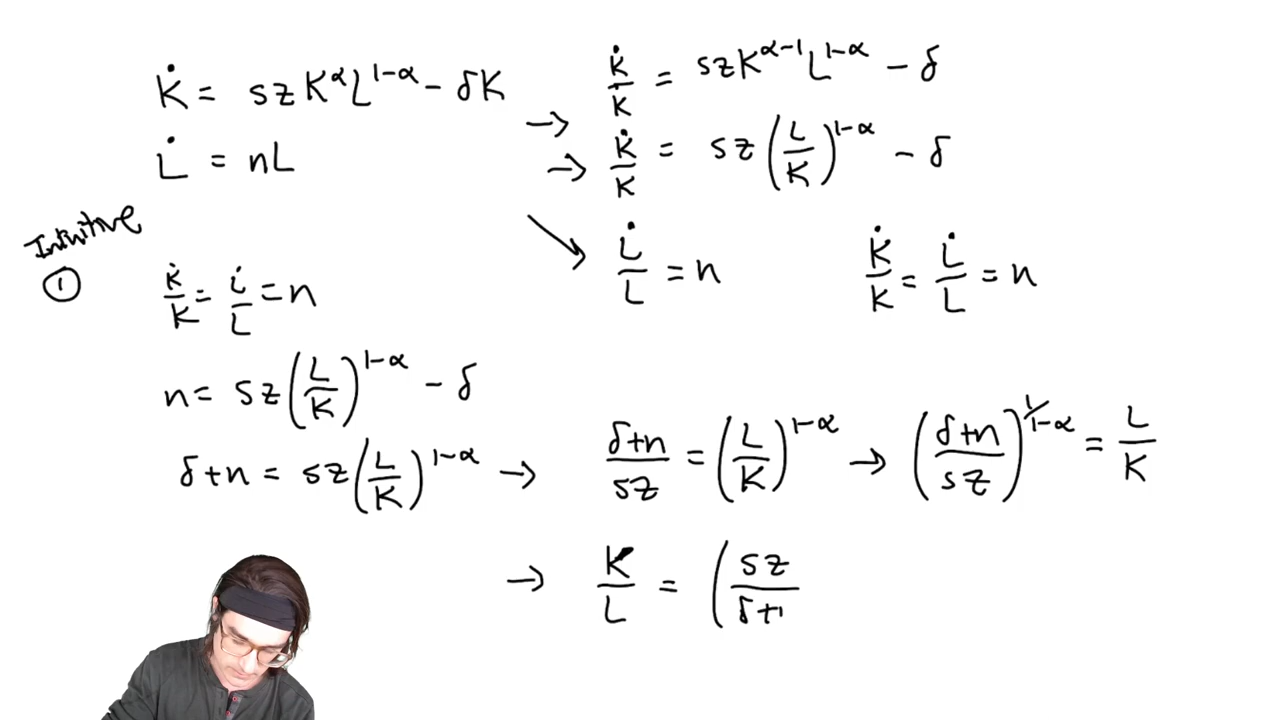 K̇ = szK^α L^{1-α} - δK
L̇ = nL
→ K̇/K = szK^{α-1} L^{1-α} - δ
→ K̇/K = sz(L/K)^{1-α} - δ
↘ L̇/L = n
K̇/K = L̇/L = n
Intuitive
①
K̇/K = L̇/L = n
n = sz(L/K)^{1-α} - δ
δ+n = sz(L/K)^{1-α} → (δ+n)/sz = (L/K)^{1-α} → ((δ+n)/sz)^{1/1-α} = L/K
→ K/L = (sz/δ+